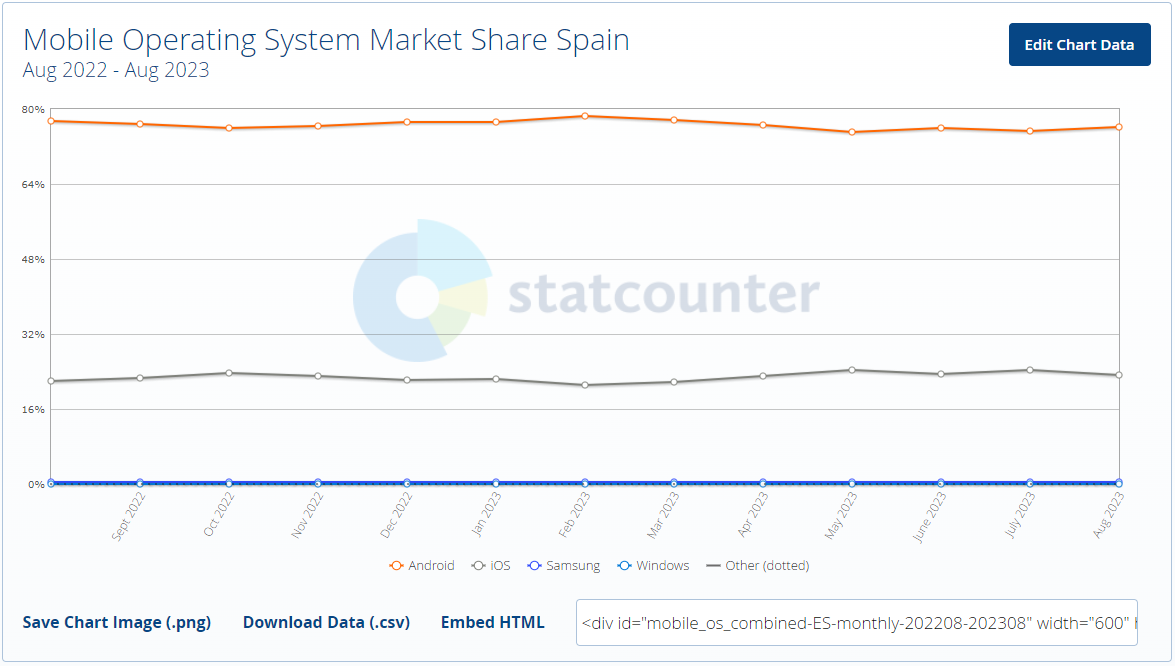 Mobile Operating System Market Share Spain
Aug 2022 - Aug 2023
Edit Chart Data
80%
64%
48%
32%
16%
0%
statcounter
Sept 2022
Oct 2022
Nov 2022
Dec 2022
Jan 2023
Feb 2023
Mar 2023
Apr 2023
May 2023
June 2023
July 2023
Aug 2023
Android iOS Samsung Windows Other (dotted)
Save Chart Image (.png) Download Data (.csv) Embed HTML <div id="mobile_os_combined-ES-monthly-202208-202308" width="600"